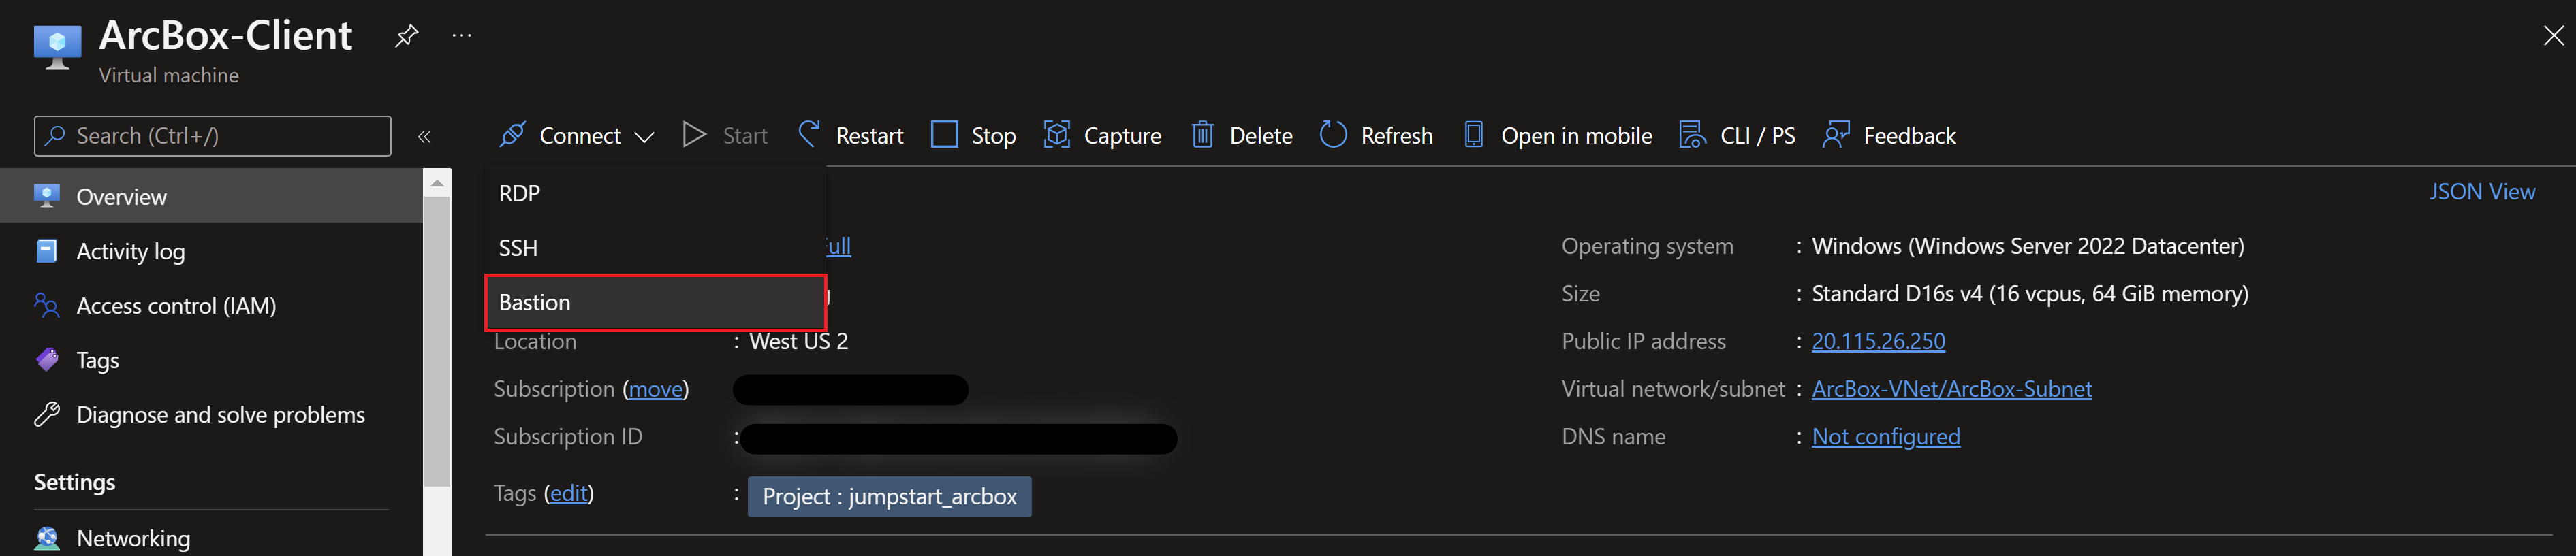 ArcBox-Client
Virtual machine
Search (Ctrl+/)
Overview
Activity log
Access control (IAM)
Tags
Diagnose and solve problems
Settings
Networking
Connect Start Restart Stop Capture Delete Refresh Open in mobile CLI / PS Feedback
RDP
SSH
Bastion
JSON View
Location : West US 2
Subscription (move)
Subscription ID :
Tags (edit) : Project : jumpstart_arcbox
Operating system : Windows (Windows Server 2022 Datacenter)
Size : Standard D16s v4 (16 vcpus, 64 GiB memory)
Public IP address : 20.115.26.250
Virtual network/subnet : ArcBox-VNet/ArcBox-Subnet
DNS name : Not configured